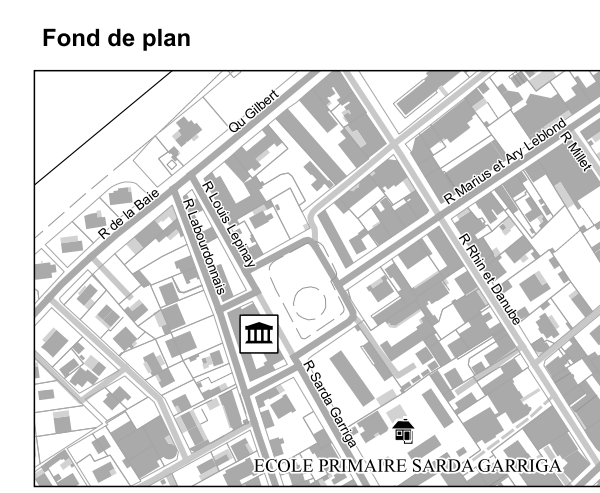 Fond de plan
Qu Gilbert
R Marius et Ary Leblond
R Millet
R de la Baie
R Louis Lepinay
R Labourdonnais
R Rhin et Danube
R Sarda Garriga
ECOLE PRIMAIRE SARDA GARRIGA